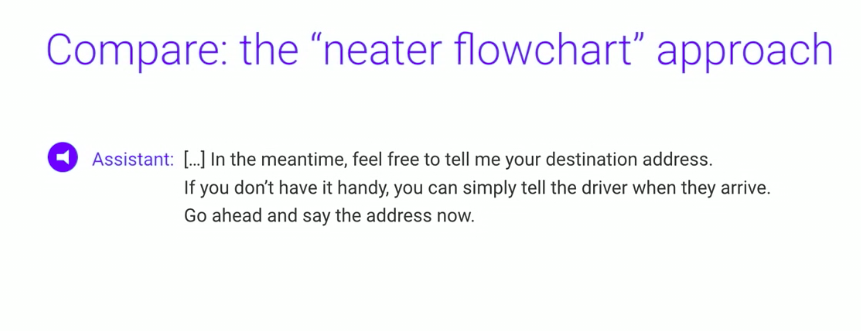 Compare: the “neater flowchart” approach
Assistant: […] In the meantime, feel free to tell me your destination address.
If you don’t have it handy, you can simply tell the driver when they arrive.
Go ahead and say the address now.